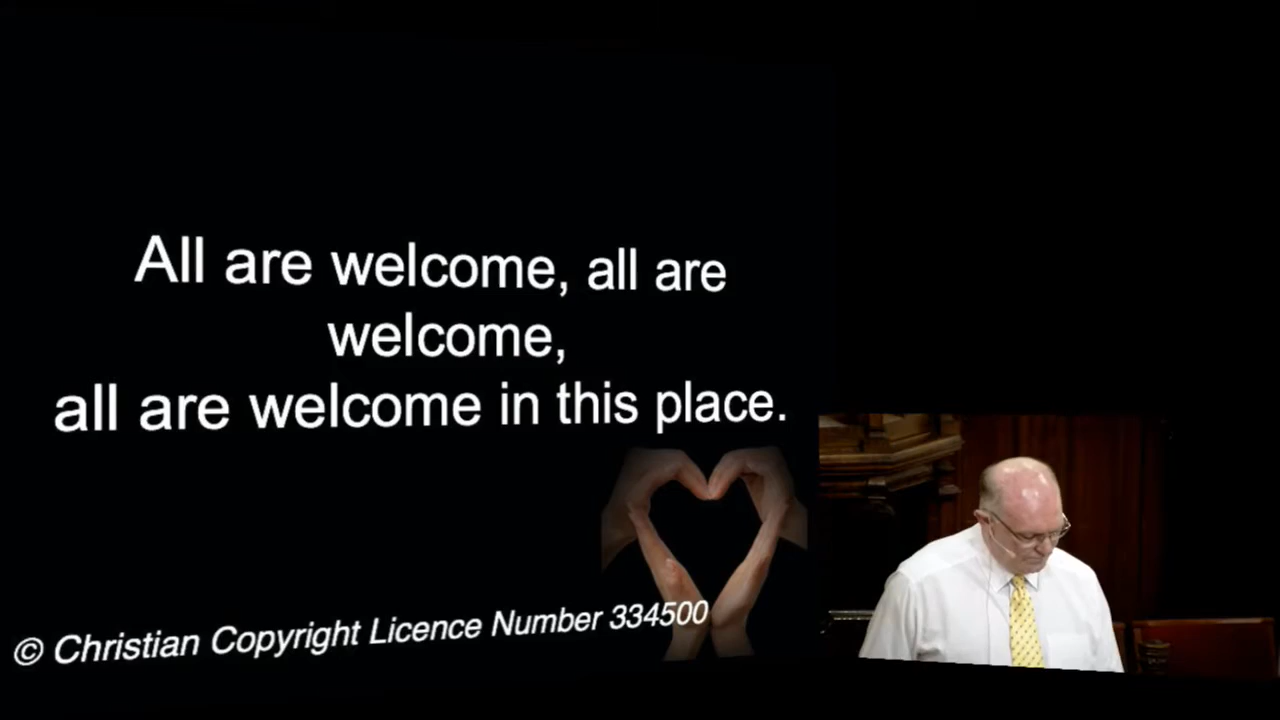 All are welcome, all are
welcome,
all are welcome in this place.
© Christian Copyright Licence Number 334500